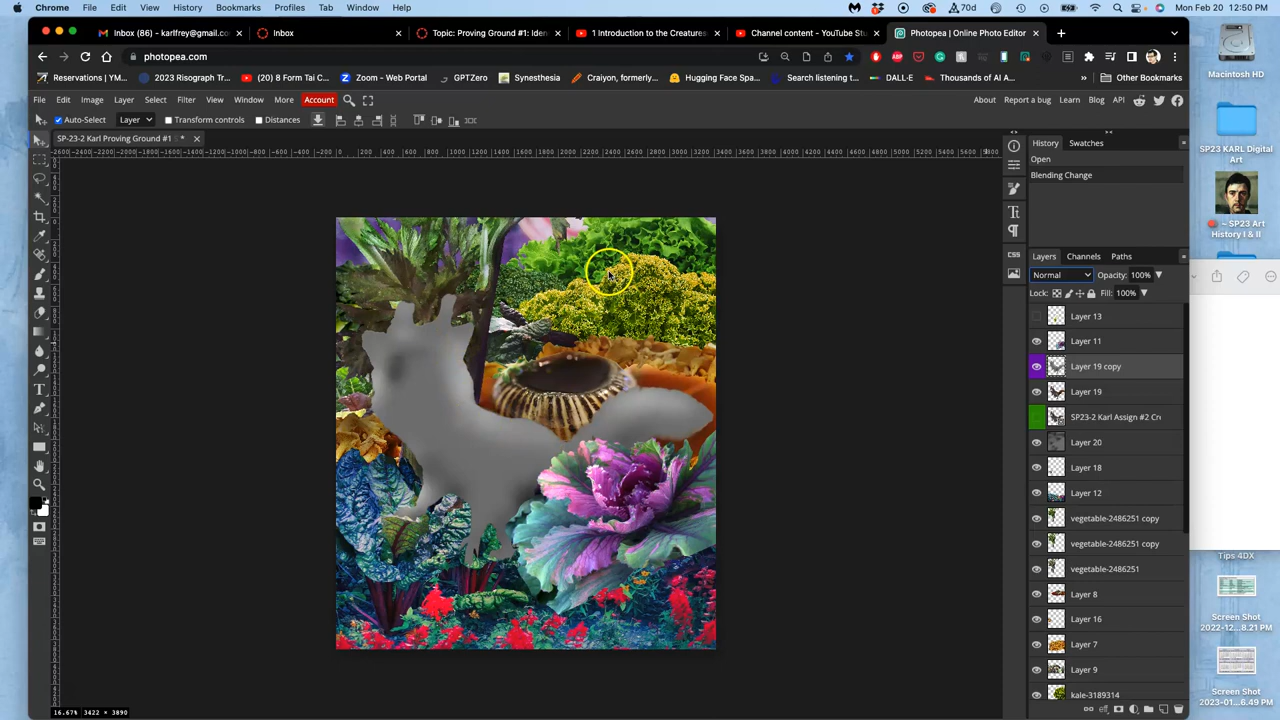 Chrome File Edit View History Bookmarks Profiles Tab Window Help 70d Mon Feb 20 12:50 PM
Inbox (86) – karlfrey@gmail.co Inbox Topic: Proving Ground #1: Iden 1 Introduction to the Creatures Channel content - YouTube Stu Photopea | Online Photo Editor
photopea.com
Reservations | YM... 2023 Risograph Tri... (20) 8 Form Tai C... Zoom - Web Portal GPTZero Synesthesia Craiyon, formerly... Hugging Face Spa... Search listening t... DALL-E Thousands of AI A... Other Bookmarks
File Edit Image Layer Select Filter View Window More Account About Report a bug Learn Blog API
Auto-Select Layer Transform controls Distances
SP-23-2 Karl Proving Ground #1 *
History Swatches
Open
Blending Change
Layers Channels Paths
Normal Opacity: 100%
Lock: Fill: 100%
Layer 13
Layer 11
Layer 19 copy
Layer 19
SP23-2 Karl Assign #2 Cre
Layer 20
Layer 18
Layer 12
vegetable-2486251 copy
vegetable-2486251 copy
vegetable-2486251
Layer 8
Layer 16
Layer 7
Layer 9
kale-3189314
CSS
16.67% 3422 × 3890
Macintosh HD
SP23 KARL Digital
Art
~ SP23 Art
History I & II
Tips 4DX
Screen Shot
2022-12...8.21 PM
Screen Shot
2023-01...6.49 PM